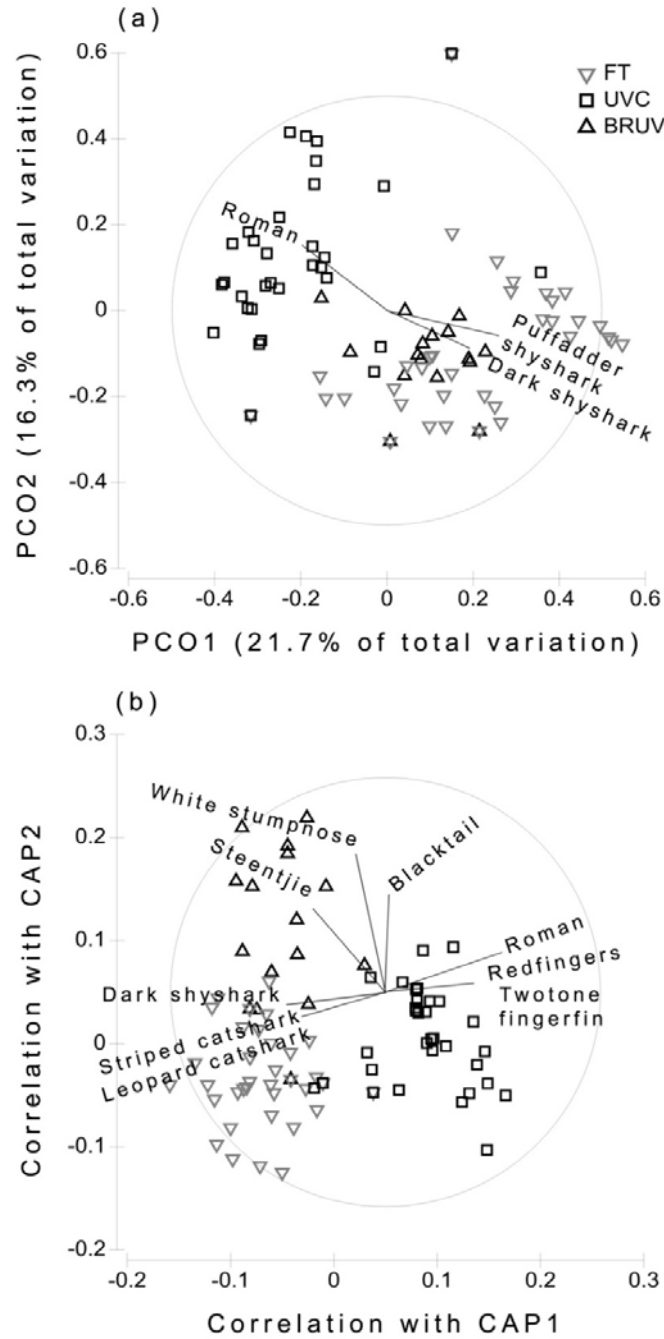 (a)
0.6
0.4
0.2
0
-0.2
-0.4
-0.6
PCO2 (16.3% of total variation)
FT
UVC
BRUV
Roman
Puffadder
shyshark
Dark shyshark
-0.6
-0.4
-0.2
0
0.2
0.4
0.6
PCO1 (21.7% of total variation)
(b)
0.3
0.2
0.1
0
-0.1
-0.2
Correlation with CAP2
White stumpnose
Steentjie
Blacktail
Roman
Redfingers
Twotone
fingerfin
Dark shyshark
Striped catshark
Leopard catshark
-0.2
-0.1
0
0.1
0.2
0.3
Correlation with CAP1